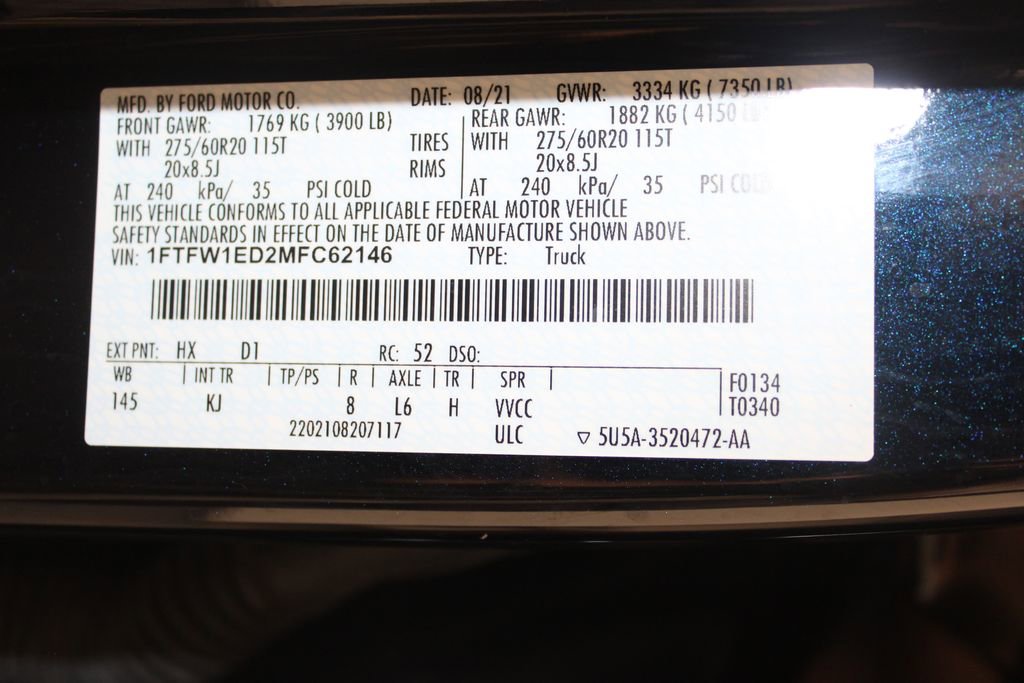 MFD. BY FORD MOTOR CO. DATE: 08/21 GVWR: 3334 KG ( 7350 LB)
FRONT GAWR: 1769 KG ( 3900 LB) REAR GAWR: 1882 KG ( 4150 LB
WITH 275/60R20 115T TIRES WITH 275/60R20 115T
20x8.5J RIMS 20x8.5J
AT 240 kPa/ 35 PSI COLD AT 240 kPa/ 35 PSI COLD
THIS VEHICLE CONFORMS TO ALL APPLICABLE FEDERAL MOTOR VEHICLE
SAFETY STANDARDS IN EFFECT ON THE DATE OF MANUFACTURE SHOWN ABOVE.
VIN: 1FTFW1ED2MFC62146 TYPE: Truck
EXT PNT: HX D1 RC: 52 DSO:
WB | INT TR | TP/PS | R | AXLE | TR | SPR | F0134
145 KJ 8 L6 H VVCC T0340
2202108207117 ULC ▽ 5U5A-3520472-AA